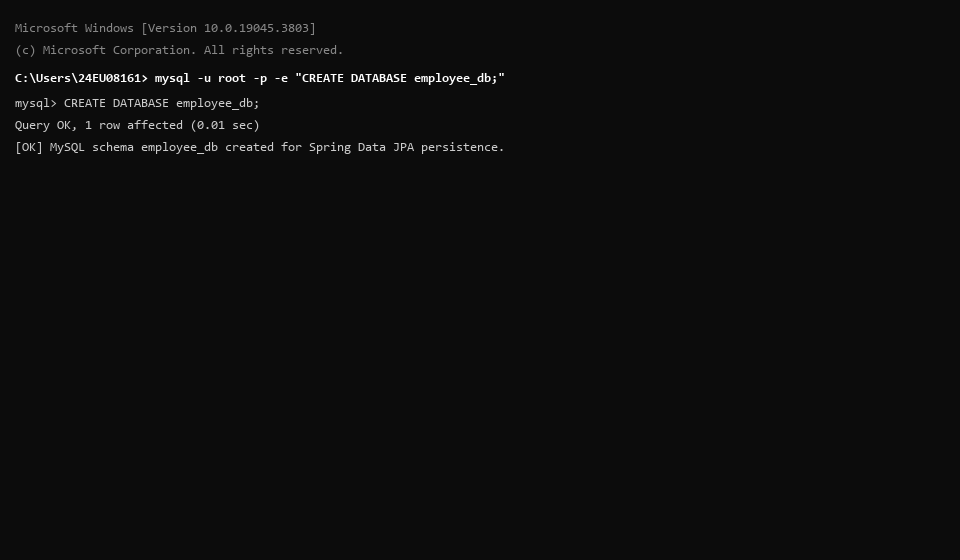 Microsoft Windows [Version 10.0.19045.3803]
(c) Microsoft Corporation. All rights reserved.
C:\Users\24EU08161> mysql -u root -p -e "CREATE DATABASE employee_db;"
mysql> CREATE DATABASE employee_db;
Query OK, 1 row affected (0.01 sec)
[OK] MySQL schema employee_db created for Spring Data JPA persistence.